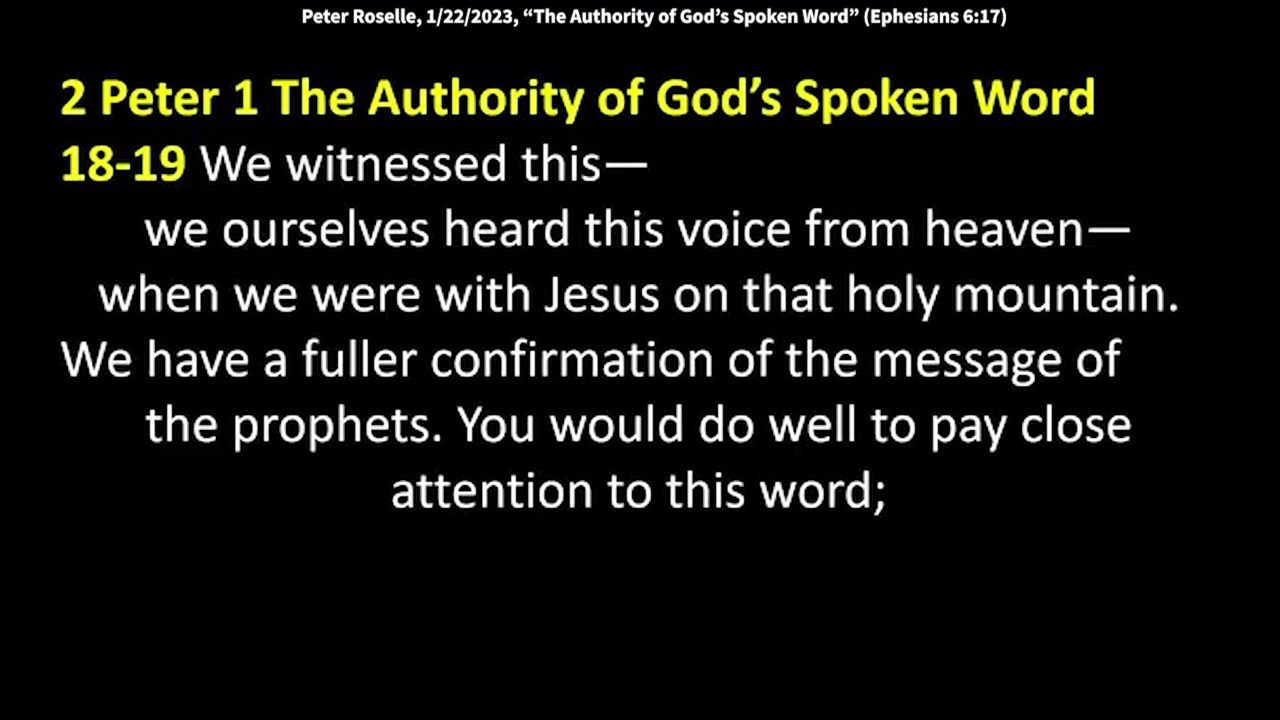 Peter Roselle, 1/22/2023, “The Authority of God’s Spoken Word” (Ephesians 6:17)
2 Peter 1 The Authority of God’s Spoken Word
18-19 We witnessed this—
we ourselves heard this voice from heaven—
when we were with Jesus on that holy mountain.
We have a fuller confirmation of the message of
the prophets. You would do well to pay close
attention to this word;